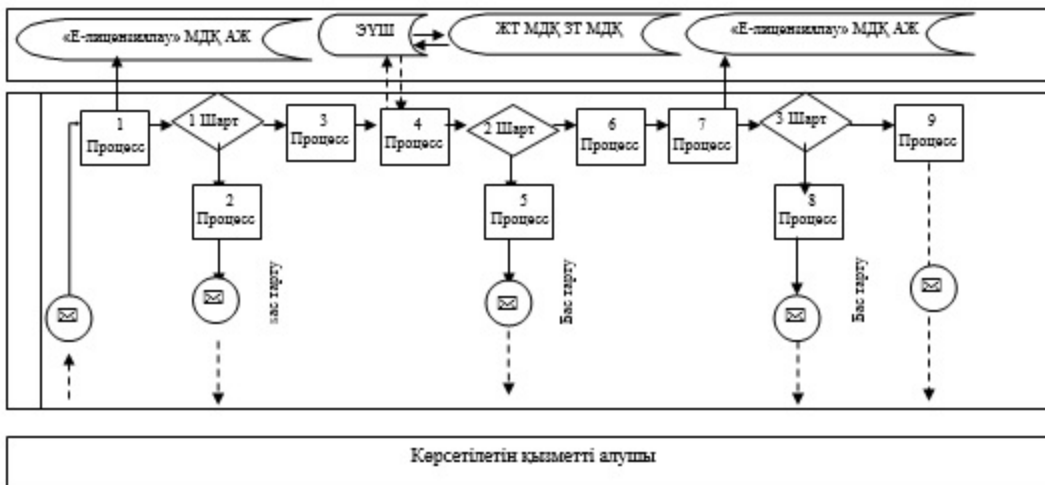 «Е-лицензиялау» МДҚ АЖ
ЭҮШ
ЖТ МДҚ ЗТ МДҚ
«Е-лицензиялау» МДҚ АЖ
1
Процесс
1 Шарт
3
Процесс
4
Процесс
2 Шарт
6
Процесс
7
Процесс
3 Шарт
9
Процесс
2
Процесс
5
Процесс
8
Процесс
Бас тарту
Бас тарту
Бас тарту
Көрсетілетін қызметті алушы